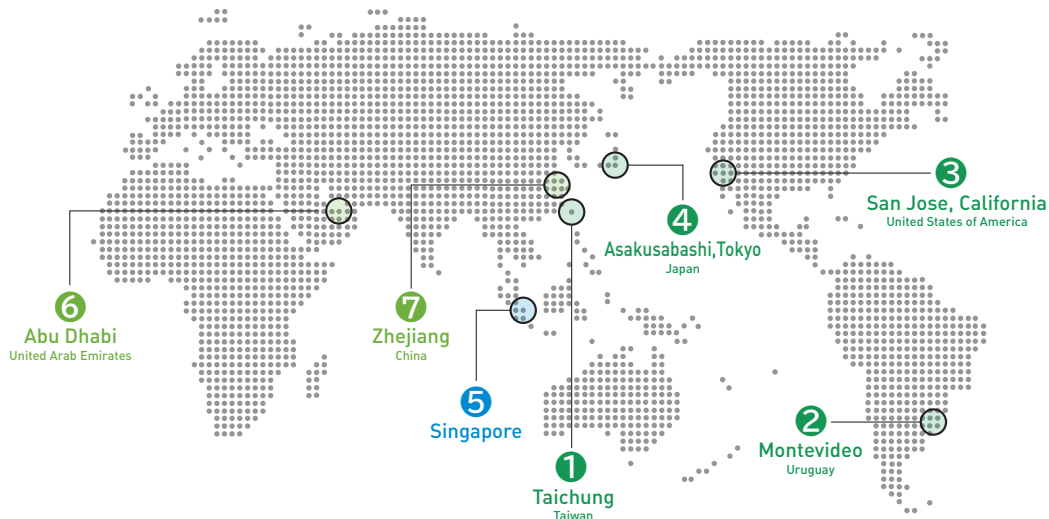 3
San Jose, California
United States of America
4
Asakusabashi,Tokyo
Japan
6
Abu Dhabi
United Arab Emirates
7
Zhejiang
China
5
Singapore
2
Montevideo
Uruguay
1
Taichung
Taiwan